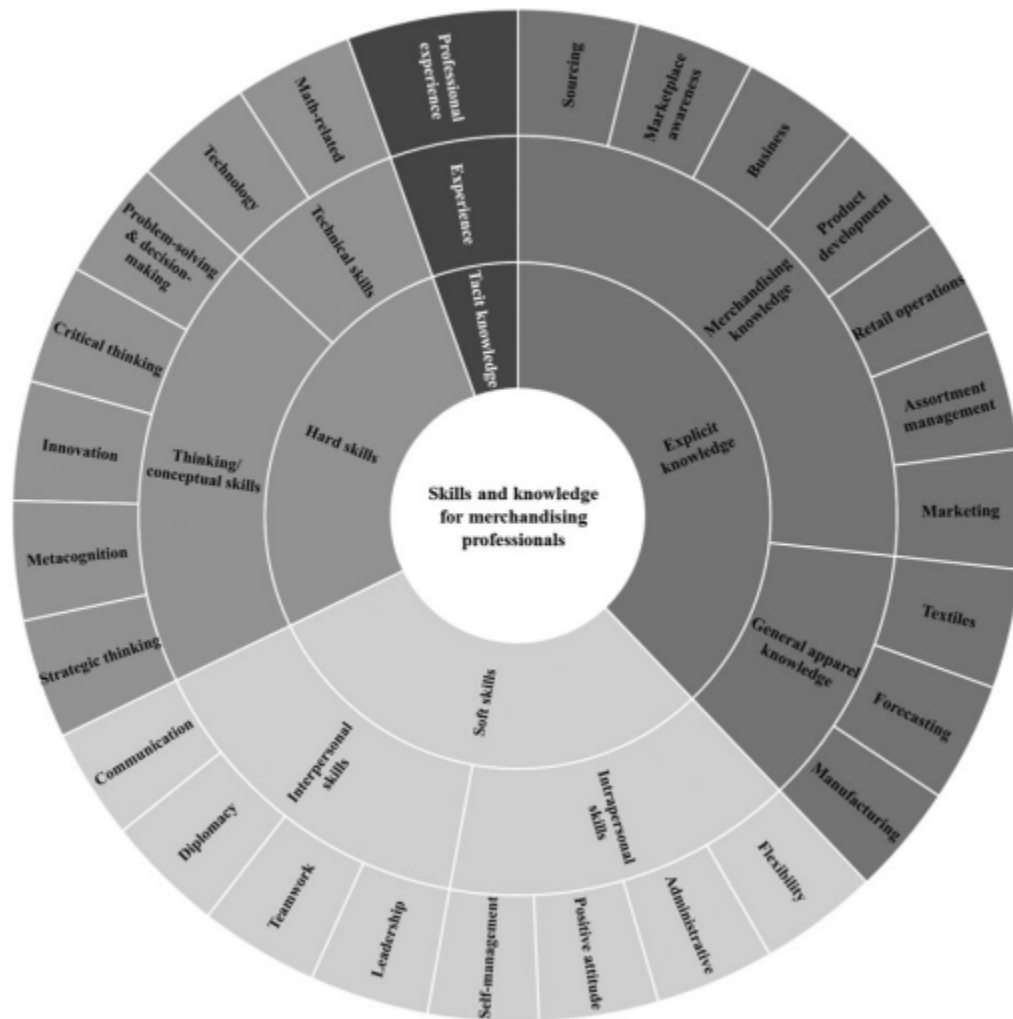 Skills and knowledge
for merchandising
professionals
Explicit
knowledge
Merchandising
knowledge
Sourcing
Marketplace
awareness
Business
Product
development
Retail operations
Assortment
management
Marketing
General apparel
knowledge
Textiles
Forecasting
Manufacturing
Soft skills
Intrapersonal
skills
Flexibility
Administrative
Positive attitude
Self-management
Interpersonal
skills
Leadership
Teamwork
Diplomacy
Communication
Hard skills
Thinking/
conceptual skills
Strategic thinking
Metacognition
Innovation
Critical thinking
Problem-solving
& decision-
making
Technical skills
Technology
Math-related
Tacit knowledge
Experience
Professional
experience